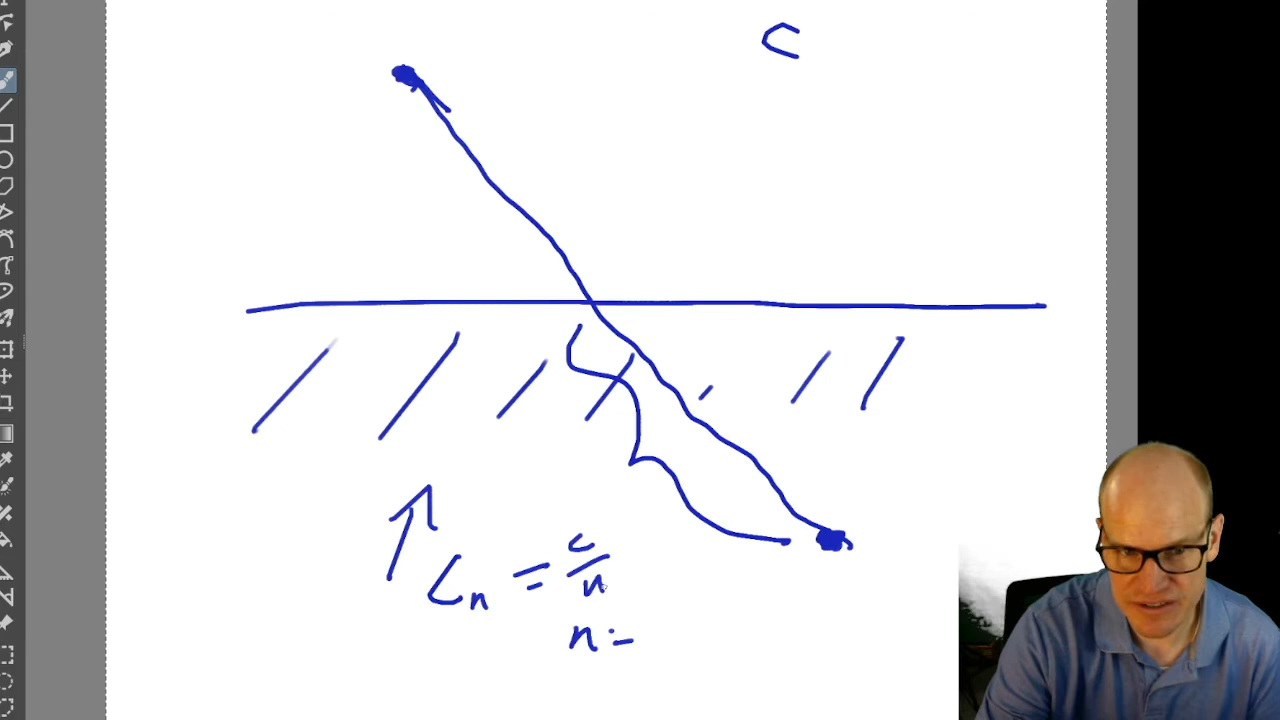 c
c_n = c/n
n =